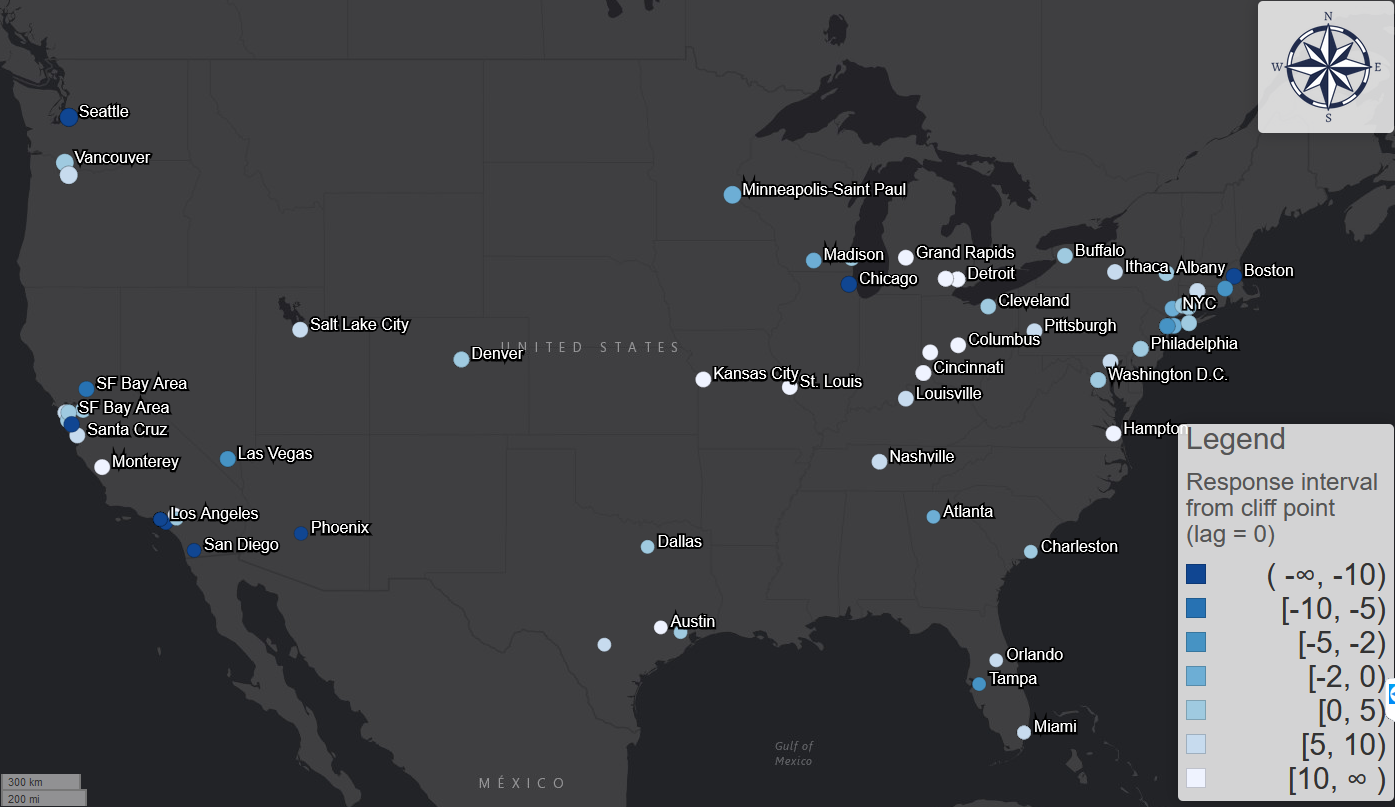 N
W E
S
Seattle
Vancouver
Minneapolis-Saint Paul
Madison
Grand Rapids
Buffalo
Chicago
Detroit
Ithaca
Albany
Boston
Cleveland
NYC
Salt Lake City
Pittsburgh
UNITED STATES
Denver
Columbus
Philadelphia
Kansas City
St. Louis
Cincinnati
Washington D.C.
SF Bay Area
SF Bay Area
Louisville
Santa Cruz
Hampton
Monterey
Las Vegas
Nashville
Los Angeles
Phoenix
San Diego
Atlanta
Dallas
Charleston
Austin
Orlando
Tampa
Miami
Gulf of
Mexico
MÉXICO
300 km
200 mi
Legend
Response interval
from cliff point
(lag = 0)
( -∞, -10)
[-10, -5)
[-5, -2)
[-2, 0)
[0, 5)
[5, 10)
[10, ∞ )